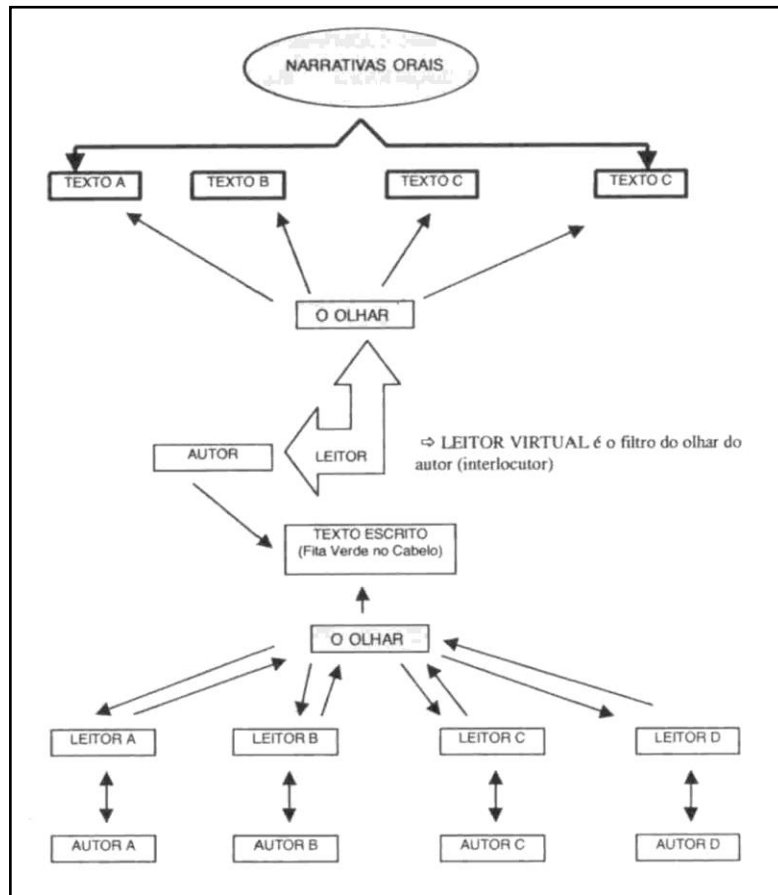 NARRATIVAS ORAIS
TEXTO A
TEXTO B
TEXTO C
TEXTO C
O OLHAR
AUTOR
LEITOR
⇨ LEITOR VIRTUAL é o filtro do olhar do
autor (interlocutor)
TEXTO ESCRITO
(Fita Verde no Cabelo)
O OLHAR
LEITOR A
LEITOR B
LEITOR C
LEITOR D
AUTOR A
AUTOR B
AUTOR C
AUTOR D